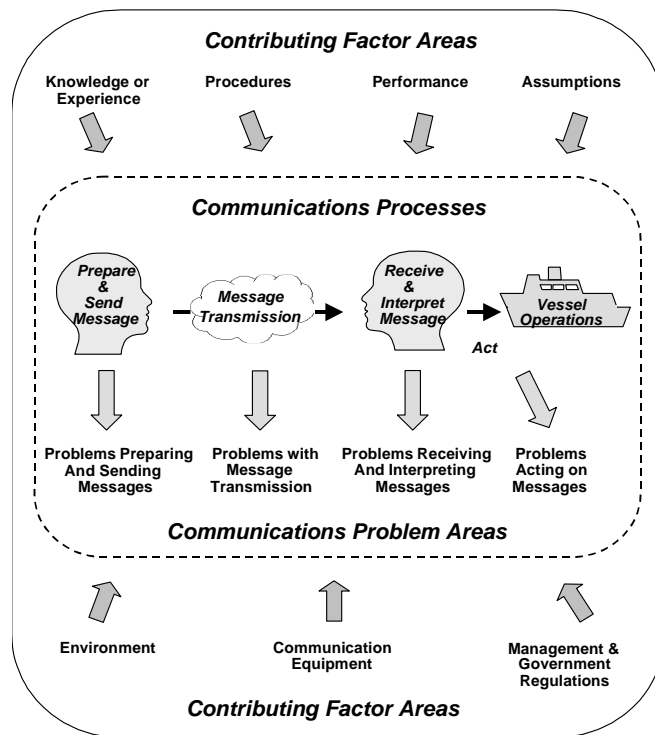 Contributing Factor Areas
Knowledge or
Experience
Procedures
Performance
Assumptions
Communications Processes
Prepare
&
Send
Message
Message
Transmission
Receive
&
Interpret
Message
Act
Vessel
Operations
Problems Preparing
And Sending
Messages
Problems with
Message
Transmission
Problems Receiving
And Interpreting
Messages
Problems
Acting on
Messages
Communications Problem Areas
Environment
Communication
Equipment
Management &
Government
Regulations
Contributing Factor Areas